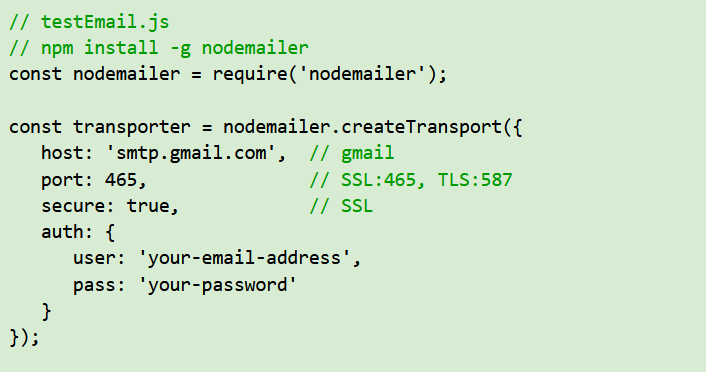 // testEmail.js
// npm install -g nodemailer
const nodemailer = require('nodemailer');
const transporter = nodemailer.createTransport({
host: 'smtp.gmail.com', // gmail
port: 465, // SSL:465, TLS:587
secure: true, // SSL
auth: {
user: 'your-email-address',
pass: 'your-password'
}
});